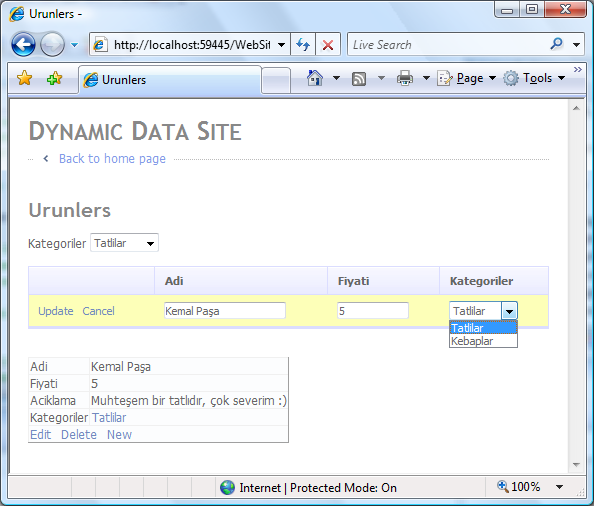 Urunlers -
http://localhost:59445/WebSit
Live Search
Urunlers
Page
Tools
»
DYNAMIC DATA SITE
Back to home page
Urunlers
Kategoriler Tatlilar
Adi Fiyati Kategoriler
Update Cancel Kemal Paşa 5 Tatlilar
Tatlilar
Kebaplar
Adi Kemal Paşa
Fiyati 5
Aciklama Muhteşem bir tatlıdır, çok severim :)
Kategoriler Tatlilar
Edit Delete New
Internet | Protected Mode: On
100%